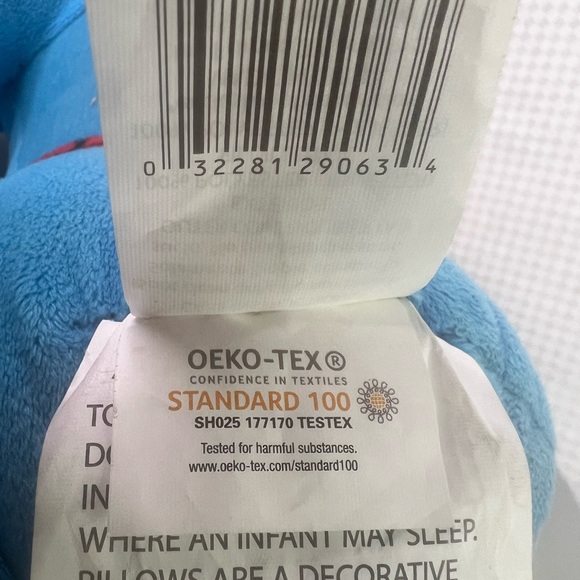 0 32281 29063 4
OEKO-TEX®
CONFIDENCE IN TEXTILES
STANDARD 100
SH025 177170 TESTEX
Tested for harmful substances.
www.oeko-tex.com/standard100
IN
WHERE AN INFANT MAY SLEEP.
PILLOWS ARE A DECORATIVE